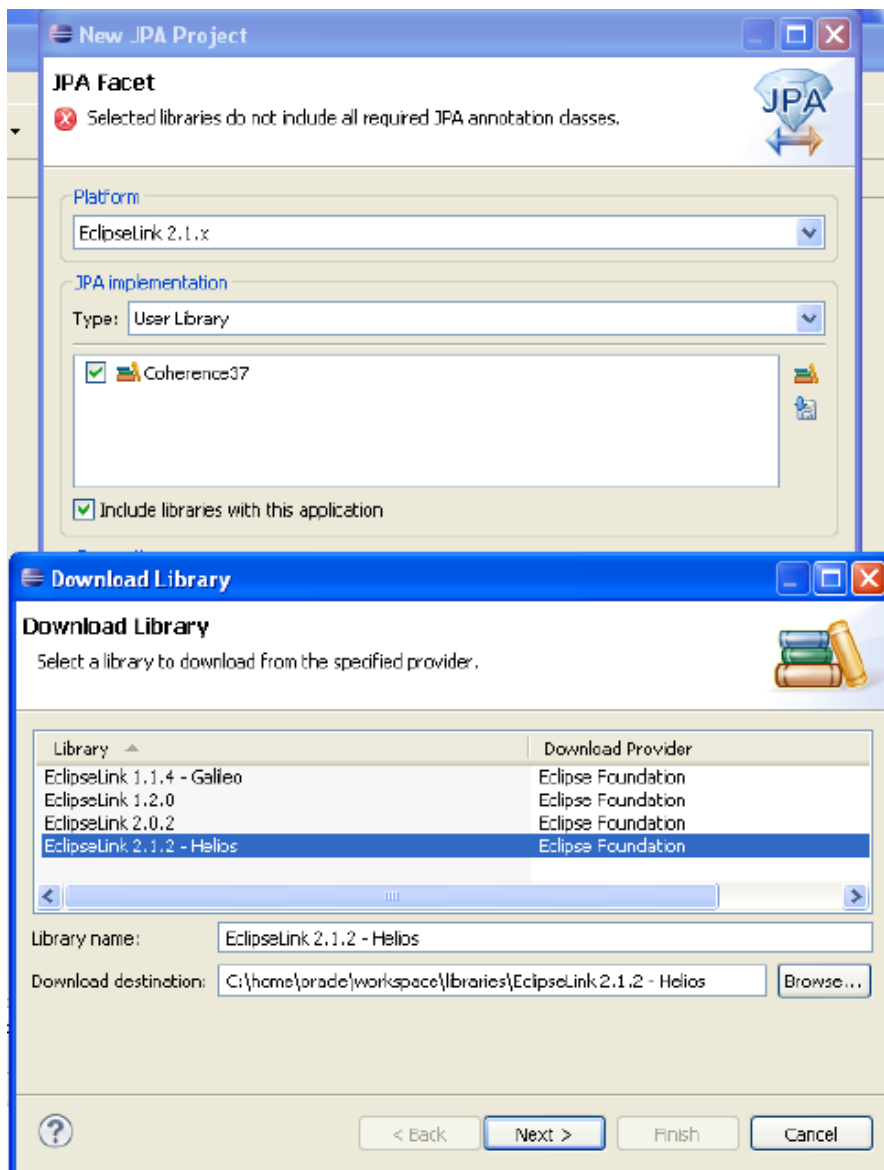 New JPA Project
JPA Facet
Selected libraries do not include all required JPA annotation classes.
JPA
Platform
EclipseLink 2.1.x
JPA implementation
Type: User Library
Coherence37
Include libraries with this application
Download Library
Download Library
Select a library to download from the specified provider.
Library Download Provider
EclipseLink 1.1.4 - Galileo Eclipse Foundation
EclipseLink 1.2.0 Eclipse Foundation
EclipseLink 2.0.2 Eclipse Foundation
EclipseLink 2.1.2 - Helios Eclipse Foundation
Library name: EclipseLink 2.1.2 - Helios
Download destination: C:\home\oracle\workspace\libraries\EclipseLink 2.1.2 - Helios Browse...
? < Back Next > Finish Cancel